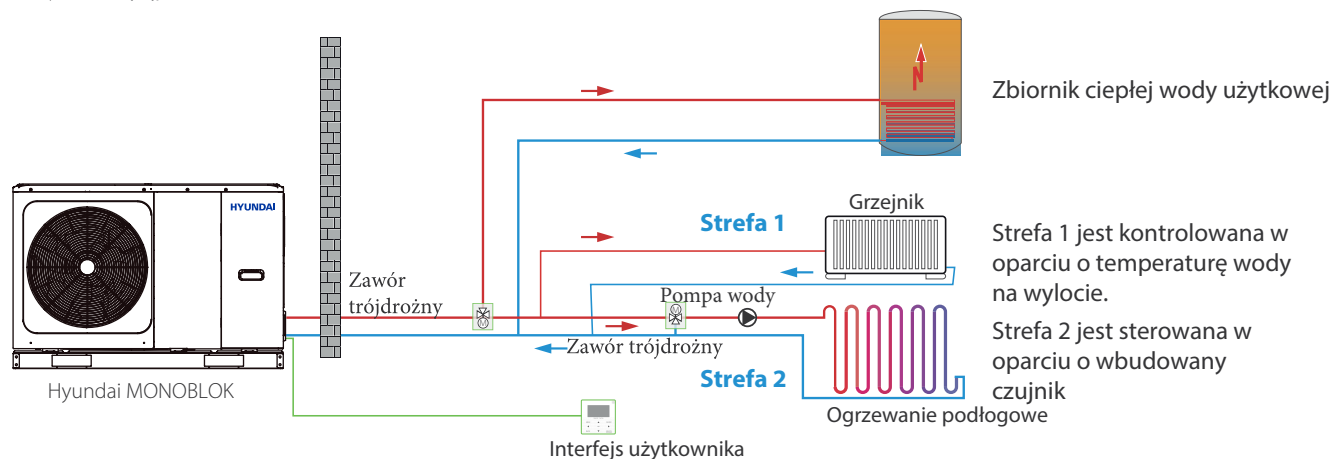 Zbiornik ciepłej wody użytkowej
Grzejnik
Strefa 1
Strefa 1 jest kontrolowana w
oparciu o temperaturę wody
na wylocie.
HYUNDAI
Zawór
trójdrożny
M
Pompa wody
M
Zawór trójdrożny
Strefa 2
Strefa 2 jest sterowana w
oparciu o wbudowany
czujnik
Hyundai MONOBLOK
Ogrzewanie podłogowe
Interfejs użytkownika